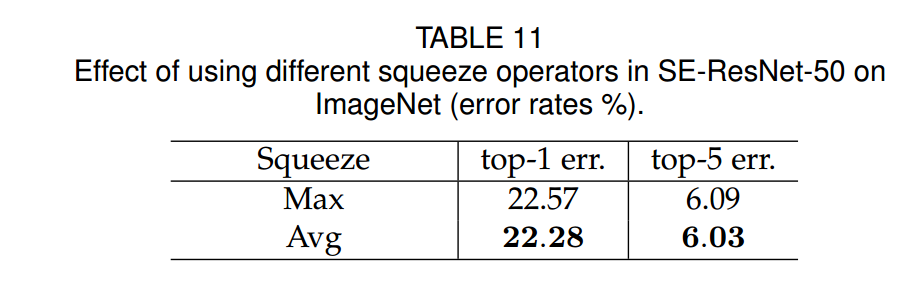 TABLE 11
Effect of using different squeeze operators in SE-ResNet-50 on
ImageNet (error rates %).
Squeeze top-1 err. top-5 err.
Max 22.57 6.09
Avg 22.28 6.03